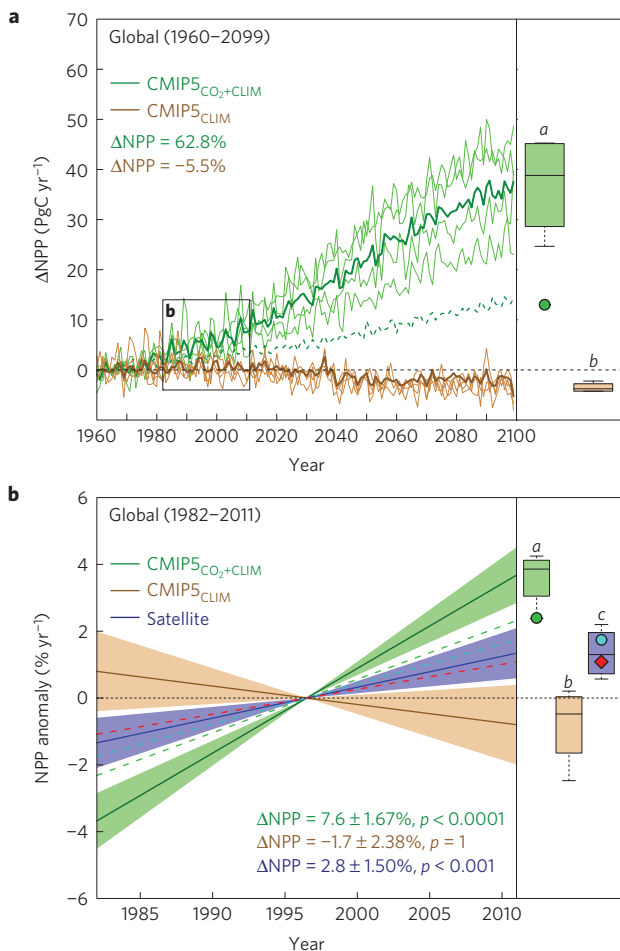 a
Global (1960–2099)
CMIP5CO₂+CLIM
CMIP5CLIM
ΔNPP = 62.8%
ΔNPP = −5.5%
ΔNPP (PgC yr⁻¹)
70
60
50
40
30
20
10
0
b
a
b
1960 1980 2000 2020 2040 2060 2080 2100
Year
b
Global (1982–2011)
CMIP5CO₂+CLIM
CMIP5CLIM
Satellite
NPP anomaly (% yr⁻¹)
6
4
2
0
−2
−4
−6
a
c
b
ΔNPP = 7.6 ± 1.67%, p < 0.0001
ΔNPP = −1.7 ± 2.38%, p = 1
ΔNPP = 2.8 ± 1.50%, p < 0.001
1985 1990 1995 2000 2005 2010
Year